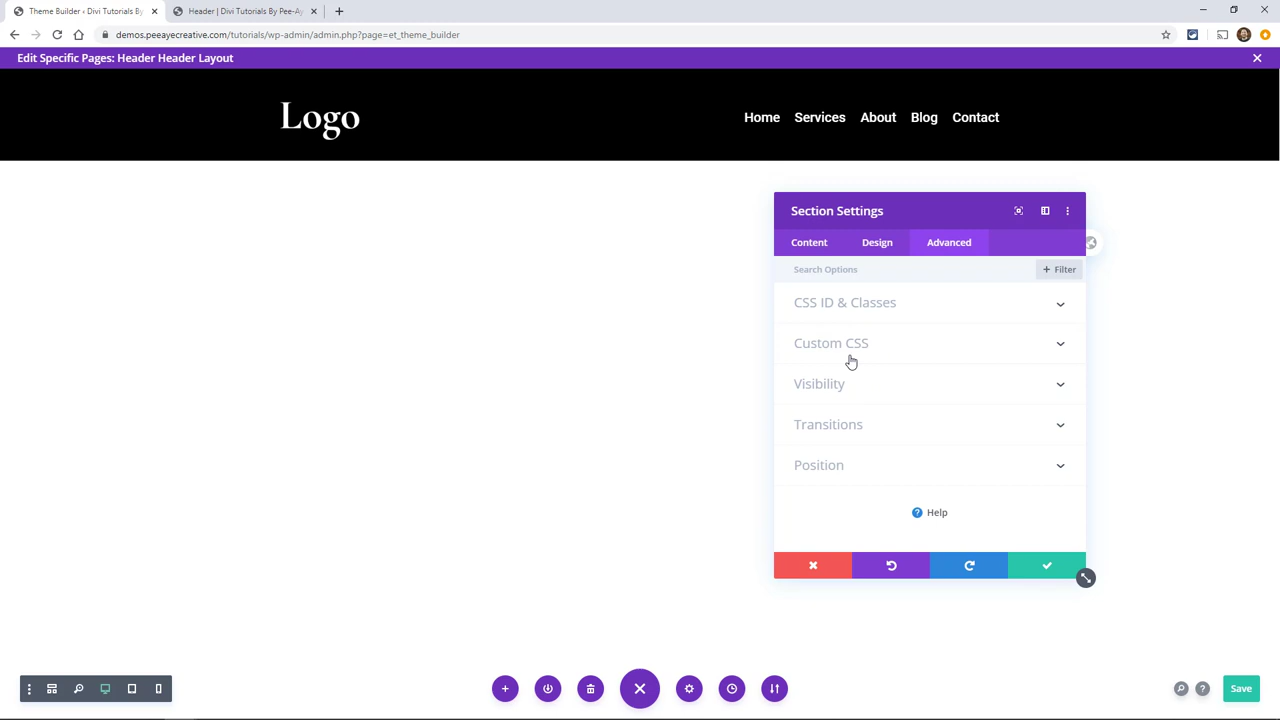 Theme Builder › Divi Tutorials By
Header | Divi Tutorials By Pee-Ay
demos.peeayecreative.com/tutorials/wp-admin/admin.php?page=et_theme_builder
Edit Specific Pages: Header Header Layout
Logo
Home Services About Blog Contact
Section Settings
Content Design Advanced
Search Options
+ Filter
CSS ID & Classes
Custom CSS
Visibility
Transitions
Position
? Help
?
Save